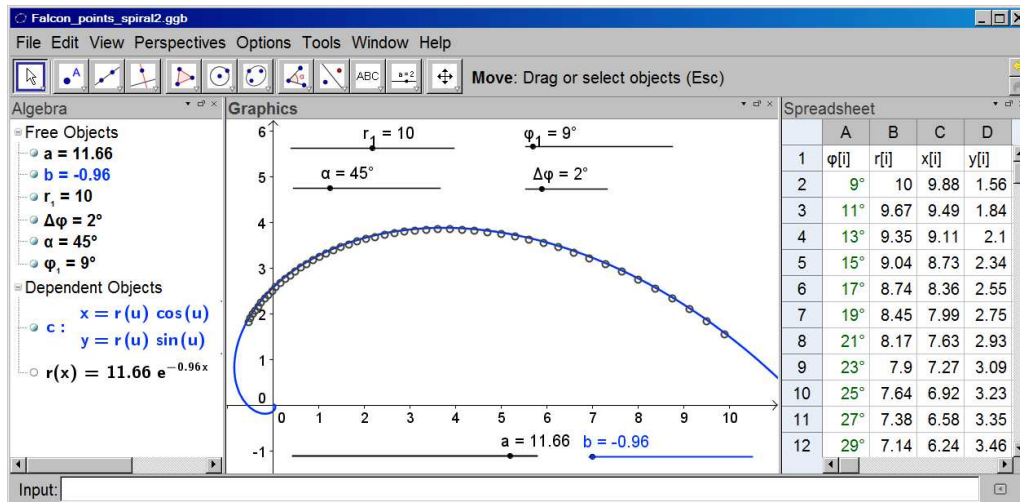 Falcon_points_spiral2.ggb
File Edit View Perspectives Options Tools Window Help
A ABC a=2 Move: Drag or select objects (Esc)
Algebra
Free Objects
a = 11.66
b = -0.96
r₁ = 10
Δφ = 2°
α = 45°
φ₁ = 9°
Dependent Objects
c : x = r(u) cos(u)
y = r(u) sin(u)
r(x) = 11.66 e^-0.96x
Graphics
r₁ = 10 φ₁ = 9°
α = 45° Δφ = 2°
6
5
4
3
2
1
0
-1
0 1 2 3 4 5 6 7 8 9 10
a = 11.66 b = -0.96
Spreadsheet
A B C D
1 φ[i] r[i] x[i] y[i]
2 9° 10 9.88 1.56
3 11° 9.67 9.49 1.84
4 13° 9.35 9.11 2.1
5 15° 9.04 8.73 2.34
6 17° 8.74 8.36 2.55
7 19° 8.45 7.99 2.75
8 21° 8.17 7.63 2.93
9 23° 7.9 7.27 3.09
10 25° 7.64 6.92 3.23
11 27° 7.38 6.58 3.35
12 29° 7.14 6.24 3.46
Input: